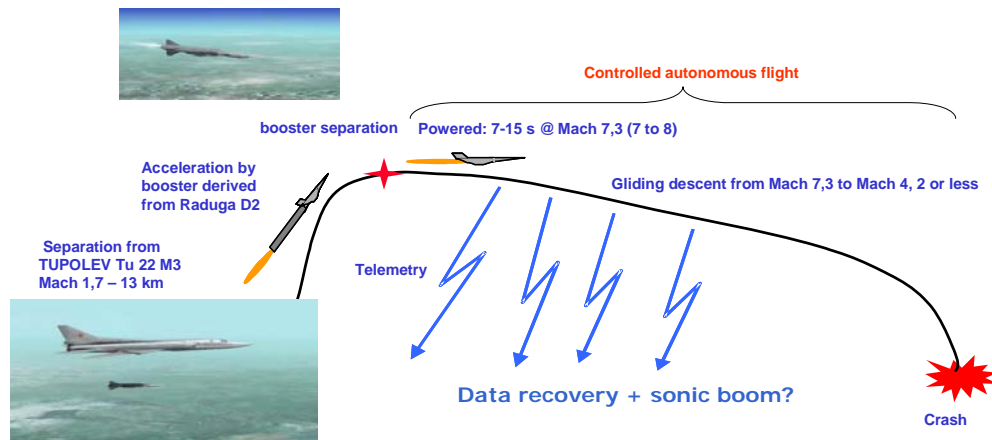 Controlled autonomous flight
booster separation
Powered: 7-15 s @ Mach 7,3 (7 to 8)
Acceleration by
booster derived
from Raduga D2
Gliding descent from Mach 7,3 to Mach 4, 2 or less
Separation from
TUPOLEV Tu 22 M3
Mach 1,7 – 13 km
Telemetry
Data recovery + sonic boom?
Crash